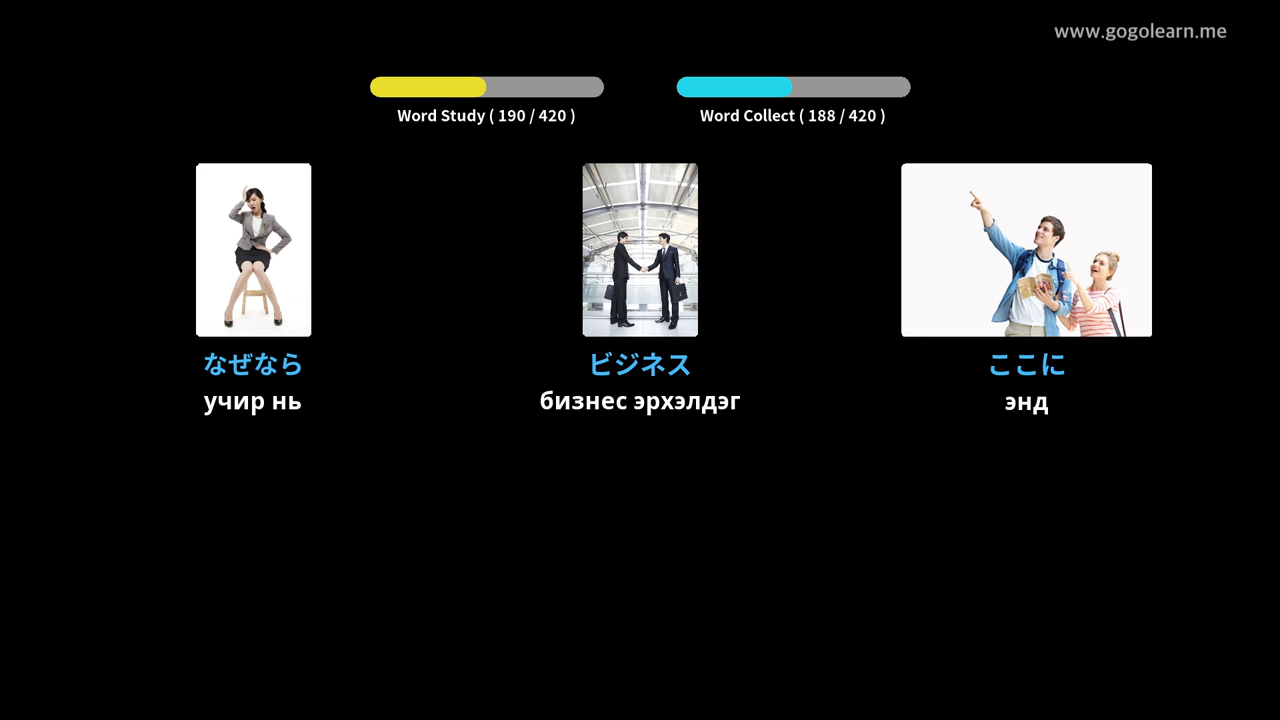 www.gogolearn.me
Word Study ( 190 / 420 )
Word Collect ( 188 / 420 )
なぜなら
ビジネス
ここに
учир нь
бизнес эрхэлдэг
энд